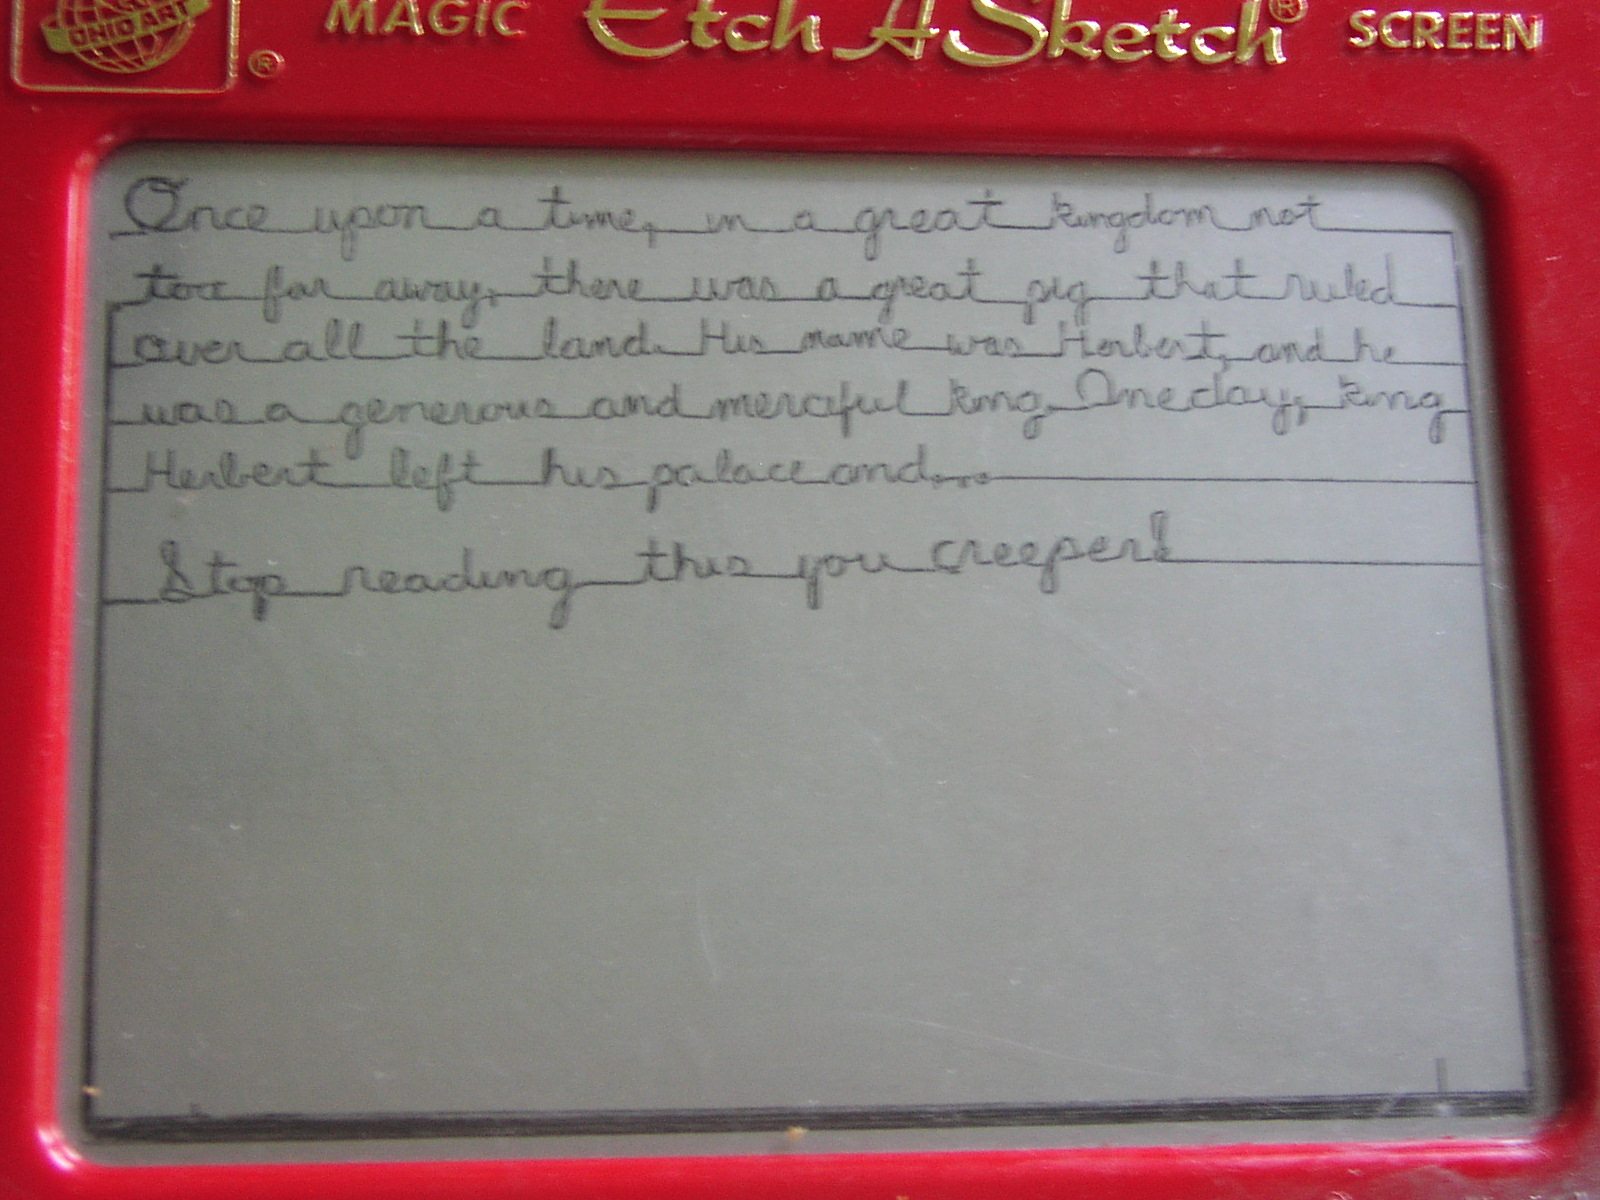 OHIO ART ®
MAGIC Etch A Sketch® SCREEN
Once upon a time, in a great kingdom not
too far away, there was a great pig that ruled
over all the land. His name was Herbert, and he
was a generous and merciful king. One day, king
Herbert left his palace and...
Stop reading this you creeper!